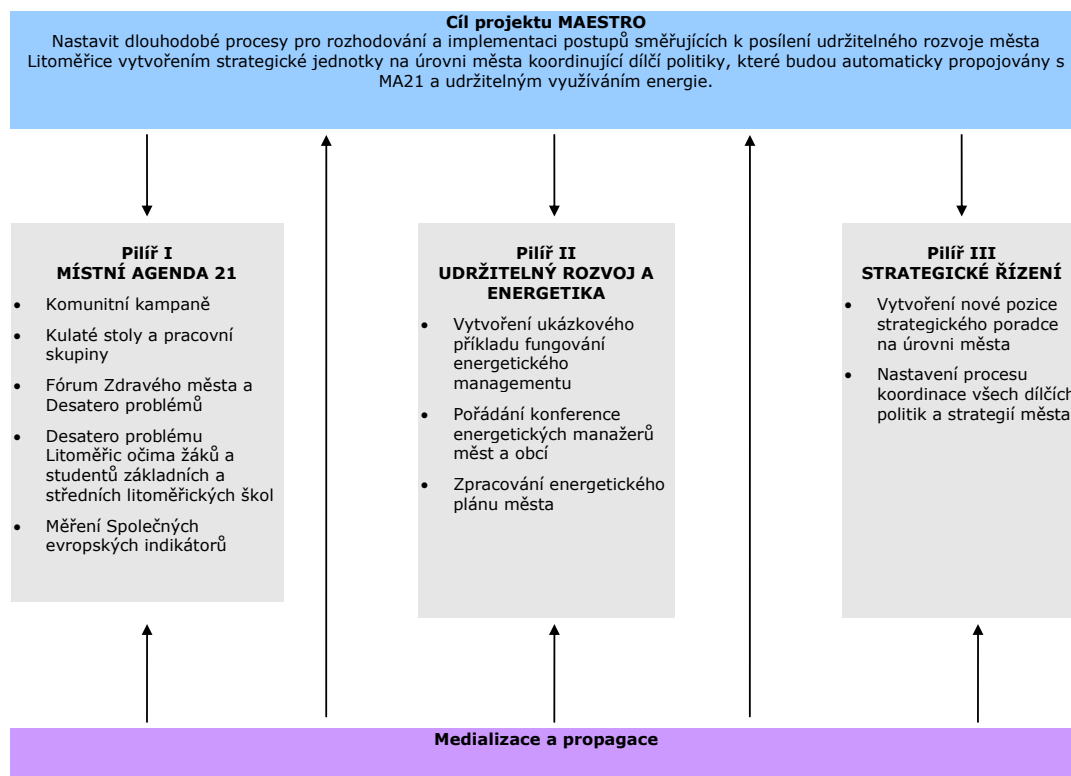 Cíl projektu MAESTRO
Nastavit dlouhodobé procesy pro rozhodování a implementaci postupů směřujících k posílení udržitelného rozvoje města
Litoměřice vytvořením strategické jednotky na úrovni města koordinující dílčí politiky, které budou automaticky propojovány s
MA21 a udržitelným využíváním energie.
Pilíř I
MÍSTNÍ AGENDA 21
• Komunitní kampaně
• Kulaté stoly a pracovní
skupiny
• Fórum Zdravého města a
Desatero problémů
• Desatero problému
Litoměřic očima žáků a
studentů základních a
středních litoměřických škol
• Měření Společných
evropských indikátorů
Pilíř II
UDRŽITELNÝ ROZVOJ A
ENERGETIKA
• Vytvoření ukázkového
příkladu fungování
energetického
managementu
• Pořádání konference
energetických manažerů
měst a obcí
• Zpracování energetického
plánu města
Pilíř III
STRATEGICKÉ ŘÍZENÍ
• Vytvoření nové pozice
strategického poradce
na úrovni města
• Nastavení procesu
koordinace všech dílčích
politik a strategií města
Medializace a propagace